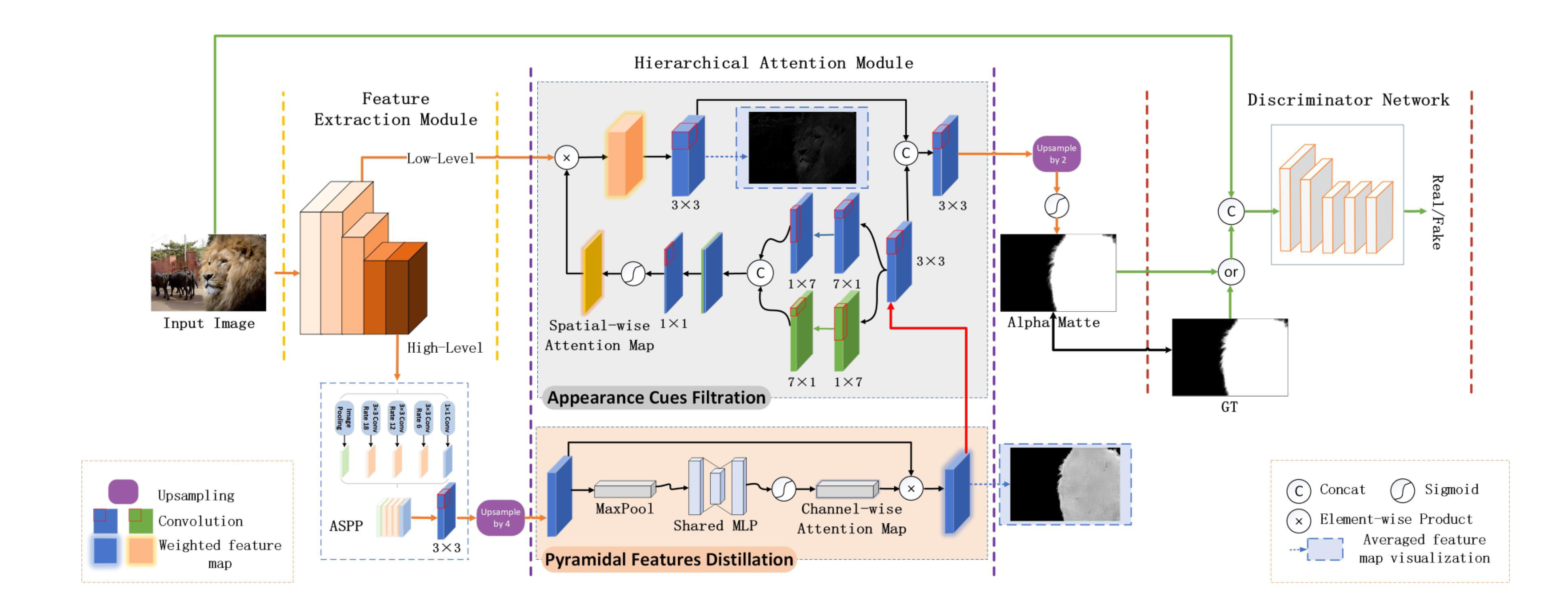 Hierarchical Attention Module
Feature
Extraction Module
Discriminator Network
Low-Level
3×3
3×3
Upsample
by 2
Real/Fake
Input Image
1×7
7×1
3×3
Spatial-wise
Attention Map
1×1
7×1
1×7
High-Level
Appearance Cues Filtration
Alpha Matte
or
GT
Image
Pooling
3×3 Conv
Rate 18
3×3 Conv
Rate 12
3×3 Conv
Rate 6
1×1 Conv
ASPP
3×3
Upsample
by 4
MaxPool
Shared MLP
Channel-wise
Attention Map
Pyramidal Features Distillation
Upsampling
Convolution
Weighted feature
map
C Concat
Sigmoid
× Element-wise Product
Averaged feature
map visualization
×
C
C
C
×